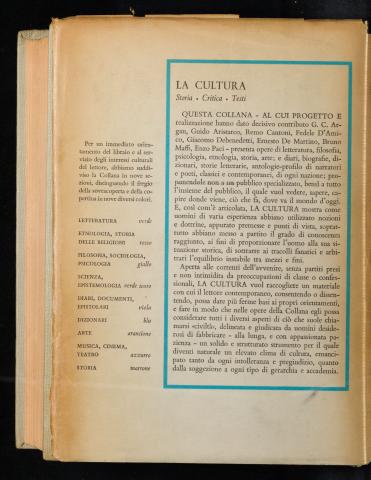 Per un immediato orien-
tamento del libraio e al ser-
vizio degli interessi culturali
del lettore, abbiamo suddi-
viso la Collana in nove se-
zioni, distinguendo il fregio
della sovraccoperta e della co-
pertina in nove diversi colori.
LETTERATURA verde
ETNOLOGIA, STORIA
DELLE RELIGIONI rosso
FILOSOFIA, SOCIOLOGIA,
PSICOLOGIA giallo
SCIENZA,
EPISTEMOLOGIA verde scuro
DIARI, DOCUMENTI,
EPISTOLARI viola
DIZIONARI blu
ARTE arancione
MUSICA, CINEMA,
TEATRO azzurro
STORIA marrone
LA CULTURA
Storia • Critica • Testi
QUESTA COLLANA - AL CUI PROGETTO E
realizzazione hanno dato decisivo contributo G. C. Ar-
gan, Guido Aristarco, Remo Cantoni, Fedele D'Ami-
co, Giacomo Debenedetti, Ernesto De Martino, Bruno
Maffi, Enzo Paci - presenta opere di letteratura, filosofia,
psicologia, etnologia, storia, arte; e diari, biografie, di-
zionari, storie letterarie, antologie-profilo di narratori
e poeti, classici e contemporanei, di ogni nazione; pro-
ponendole non a un pubblico specializzato, bensì a tutto
l'insieme del pubblico, il quale vuol vedere, sapere, ca-
pire donde viene, ciò che fa, dove va il mondo d'oggi.
E, così com'è articolata, LA CULTURA mostra come
uomini di varia esperienza abbiano utilizzato nozioni
e dottrine, appurato premesse e punti di vista, soprat-
tutto abbiano messo a partito il grado di conoscenza
raggiunto, ai fini di proporzionare l'uomo alla sua si-
tuazione storica, di sottrarre ai tracolli fanatici e arbi-
trari l'equilibrio instabile tra mezzi e fini.
Aperta alle correnti dell'avvenire, senza partiti presi
e non intimidita da preoccupazioni di classe o confes-
sionali, LA CULTURA vuol raccogliere un materiale
con cui il lettore contemporaneo, consentendo o dissen-
tendo, possa dare più ferme basi ai propri orientamenti,
e fare in modo che nelle opere della Collana egli possa
considerare tutti i diversi aspetti di ciò che suole chia-
marsi «civiltà», delineata e giudicata da uomini deside-
rosi di fabbricare - alla lunga, e con appassionata pa-
zienza - un solido e strutturato strumento per il quale
diventi naturale un elevato clima di cultura, emanci-
pato tanto da ogni intolleranza e pregiudizio, quanto
dalla soggezione a ogni tipo di gerarchia e accademia.